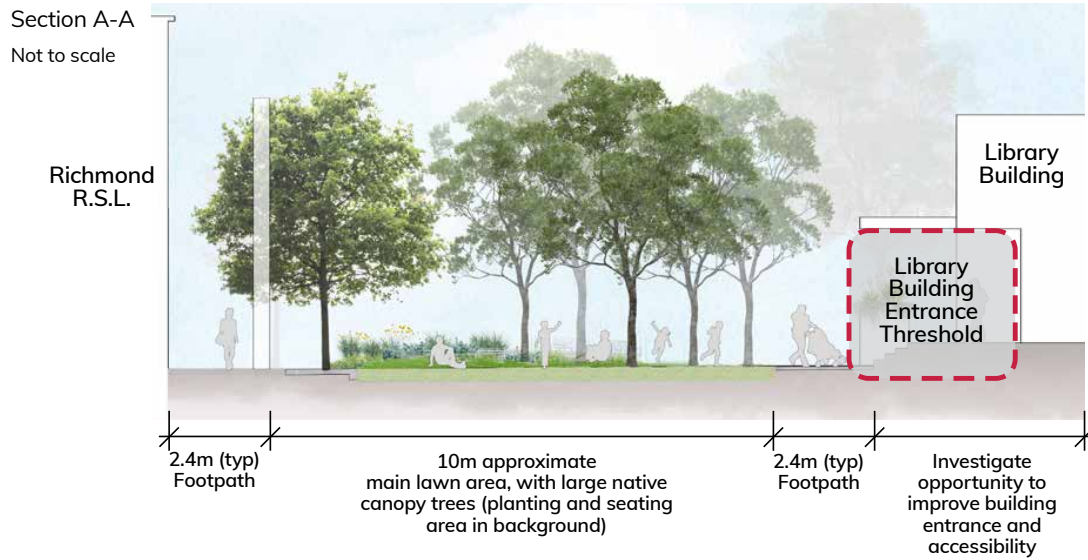 Section A-A
Not to scale
Richmond
R.S.L.
Library
Building
Library
Building
Entrance
Threshold
2.4m (typ)
Footpath
10m approximate
main lawn area, with large native
canopy trees (planting and seating
area in background)
2.4m (typ)
Footpath
Investigate
opportunity to
improve building
entrance and
accessibility